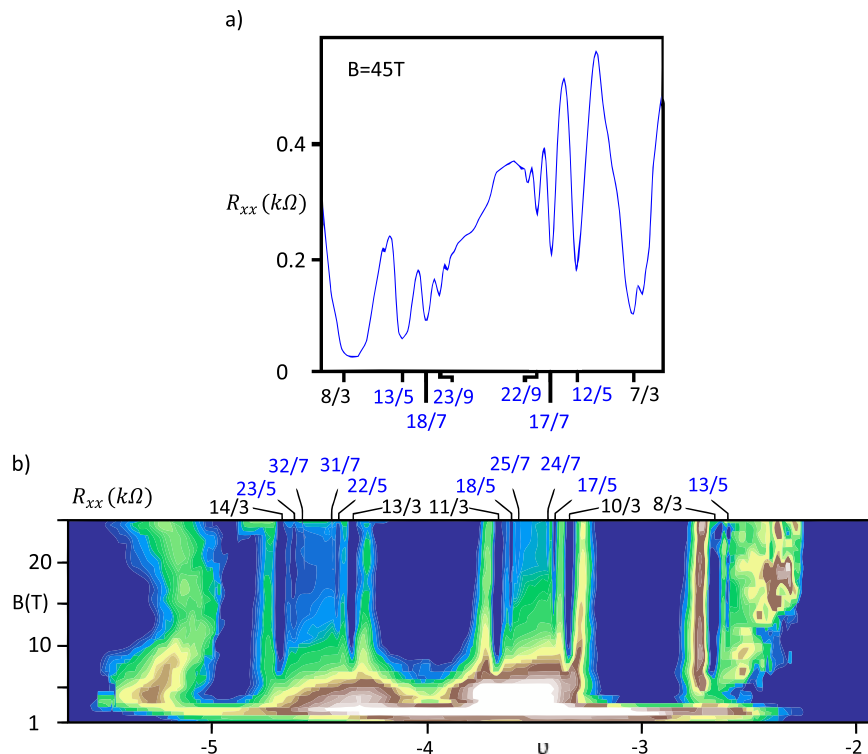 a)
B=45T
0.4
R_xx (kΩ)
0.2
0
8/3 13/5 23/9 22/9 12/5 7/3
18/7 17/7
b)
32/7 31/7 25/7 24/7
R_xx (kΩ) 23/5 22/5 18/5 17/5 13/5
14/3 13/3 11/3 10/3 8/3
20
B(T)
10
1
-5 -4 -3 -2
υ